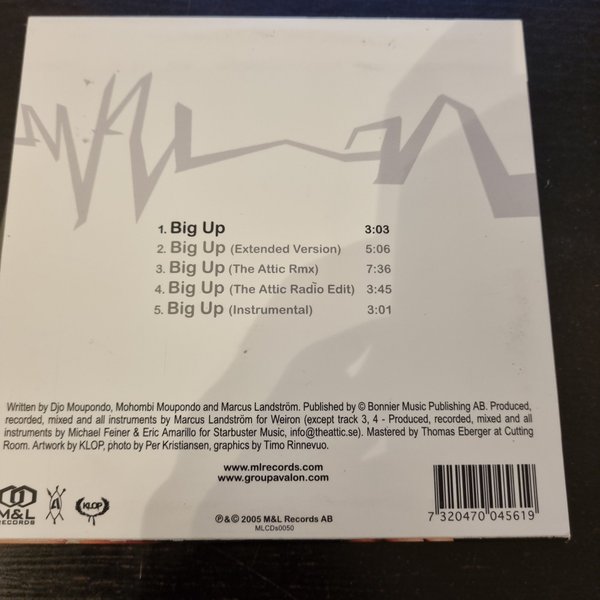 1. Big Up 3:03
2. Big Up (Extended Version) 5:06
3. Big Up (The Attic Rmx) 7:36
4. Big Up (The Attic Radio Edit) 3:45
5. Big Up (Instrumental) 3:01
Written by Djo Moupondo, Mohombi Moupondo and Marcus Landström. Published by © Bonnier Music Publishing AB. Produced,
recorded, mixed and all instruments by Marcus Landström for Weiron (except track 3, 4 - Produced, recorded, mixed and all
instruments by Michael Feiner & Eric Amarillo for Starbuster Music, info@theattic.se). Mastered by Thomas Eberger at Cutting
Room. Artwork by KLOP, photo by Per Kristiansen, graphics by Timo Rinnevuo.
www.mlrecords.com
www.groupavalon.com
M&L
RECORDS
A
KLOP
℗&© 2005 M&L Records AB
MLCDs0050
7 320470 045619